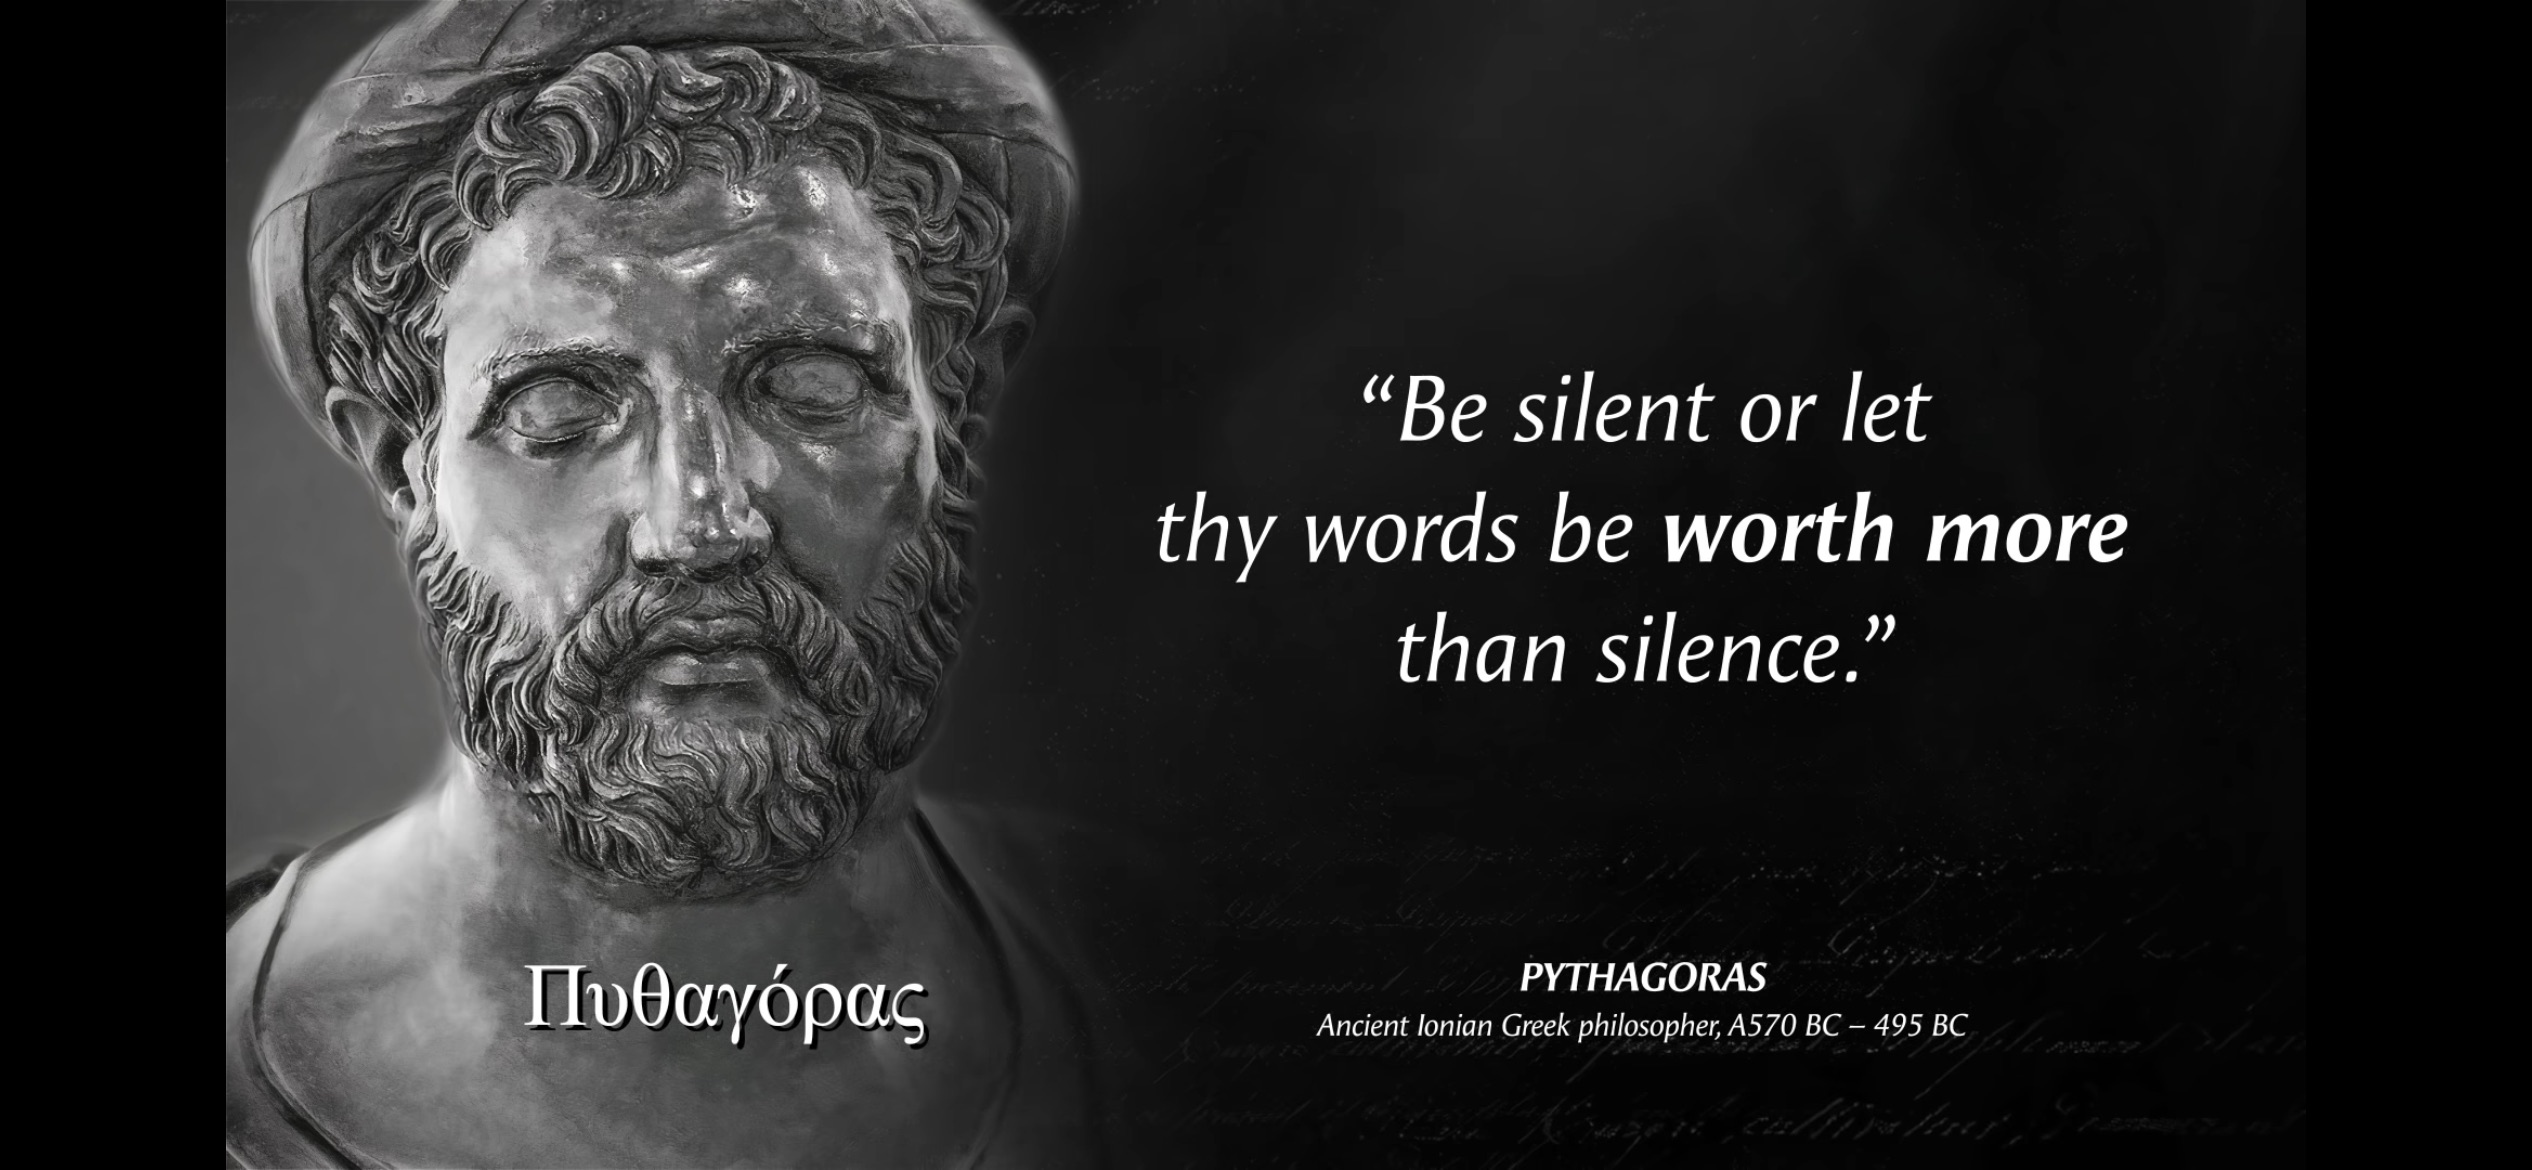 “Be silent or let
thy words be worth more
than silence.”
Πυθαγόρας
PYTHAGORAS
Ancient Ionian Greek philosopher, A570 BC – 495 BC